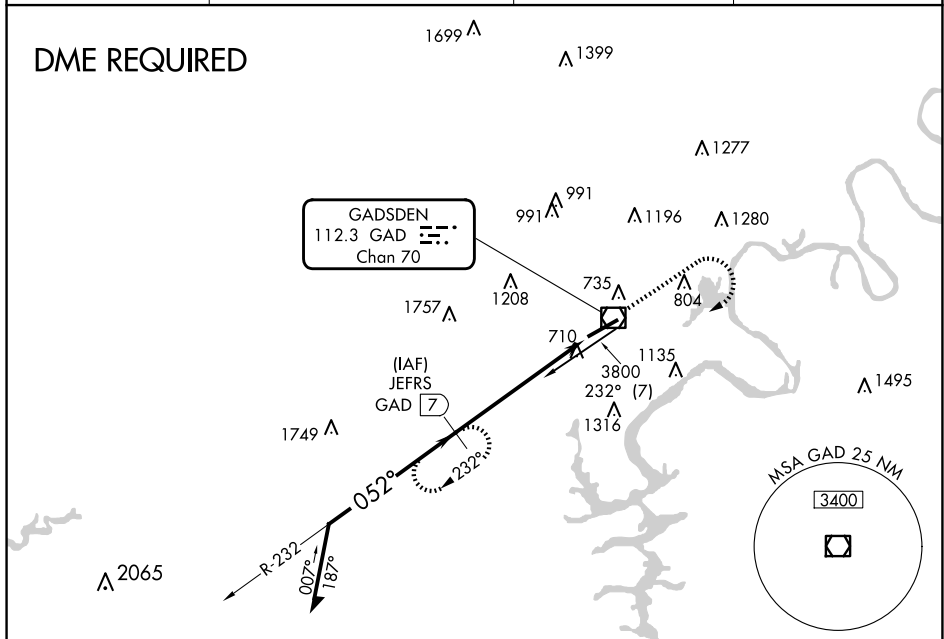 DME REQUIRED
1699
1399
1277
991
991
1196
1280
GADSDEN
112.3 GAD
Chan 70
1208
1757
735
804
710
3800
232° (7)
1135
1316
1495
(IAF)
JEFRS
GAD 7
1749
232°
052°
R-232
007°
187°
2065
MSA GAD 25 NM
3400